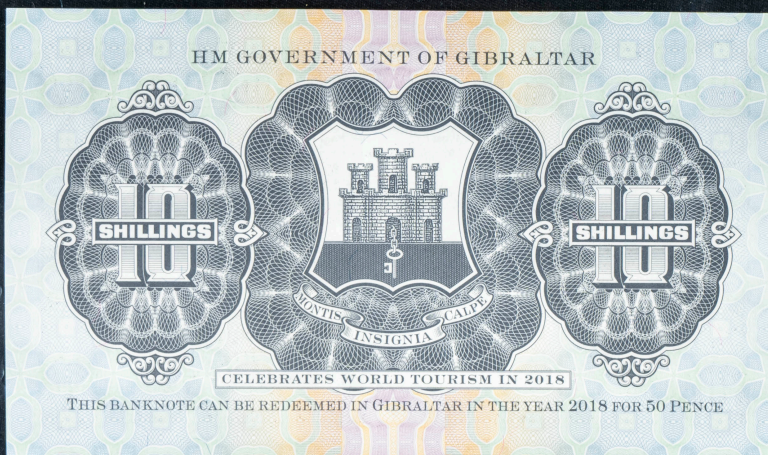 HM GOVERNMENT OF GIBRALTAR
10
SHILLINGS
10
SHILLINGS
MONTIS INSIGNIA CALPE
CELEBRATES WORLD TOURISM IN 2018
THIS BANKNOTE CAN BE REDEEMED IN GIBRALTAR IN THE YEAR 2018 FOR 50 PENCE